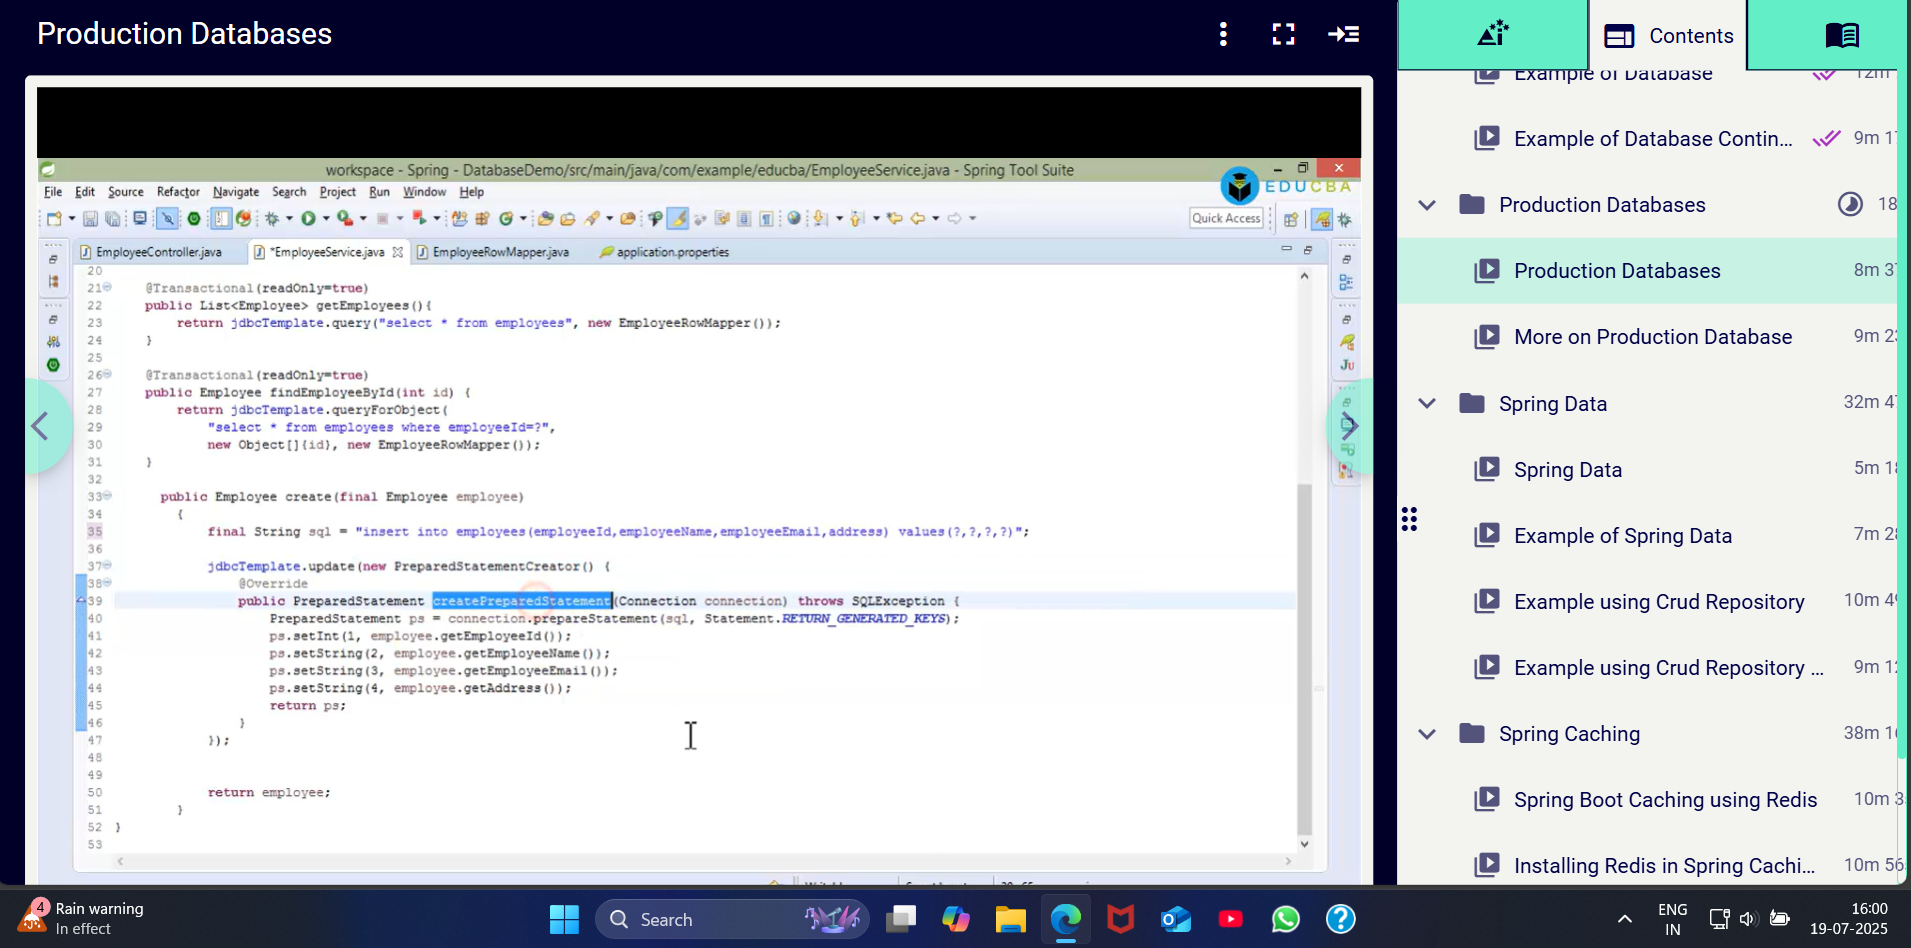 Production Databases
Contents
Example of Database
12m
Example of Database Contin...
9m 17
Production Databases
18
Production Databases
8m 37
More on Production Database
9m 23
Spring Data
32m 47
Spring Data
5m 18
Example of Spring Data
7m 28
Example using Crud Repository
10m 49
Example using Crud Repository ...
9m 12
Spring Caching
38m 16
Spring Boot Caching using Redis
10m 3
Installing Redis in Spring Cachi...
10m 56
workspace - Spring - DatabaseDemo/src/main/java/com/example/educba/EmployeeService.java - Spring Tool Suite
EDUCBA
File Edit Source Refactor Navigate Search Project Run Window Help
Quick Access
EmployeeController.java *EmployeeService.java EmployeeRowMapper.java application.properties
20
21 @Transactional(readOnly=true)
22 public List<Employee> getEmployees(){
23 return jdbcTemplate.query("select * from employees", new EmployeeRowMapper());
24 }
25
26 @Transactional(readOnly=true)
27 public Employee findEmployeeById(int id) {
28 return jdbcTemplate.queryForObject(
29 "select * from employees where employeeId=?",
30 new Object[]{id}, new EmployeeRowMapper());
31 }
32
33 public Employee create(final Employee employee)
34 {
35 final String sql = "insert into employees(employeeId,employeeName,employeeEmail,address) values(?,?,?,?)";
36
37 jdbcTemplate.update(new PreparedStatementCreator() {
38 @Override
39 public PreparedStatement createPreparedStatement(Connection connection) throws SQLException {
40 PreparedStatement ps = connection.prepareStatement(sql, Statement.RETURN_GENERATED_KEYS);
41 ps.setInt(1, employee.getEmployeeId());
42 ps.setString(2, employee.getEmployeeName());
43 ps.setString(3, employee.getEmployeeEmail());
44 ps.setString(4, employee.getAddress());
45 return ps;
46 }
47 });
48
49
50 return employee;
51 }
52 }
53
Ju
4
Rain warning
In effect
Search
ENG
IN
16:00
19-07-2025